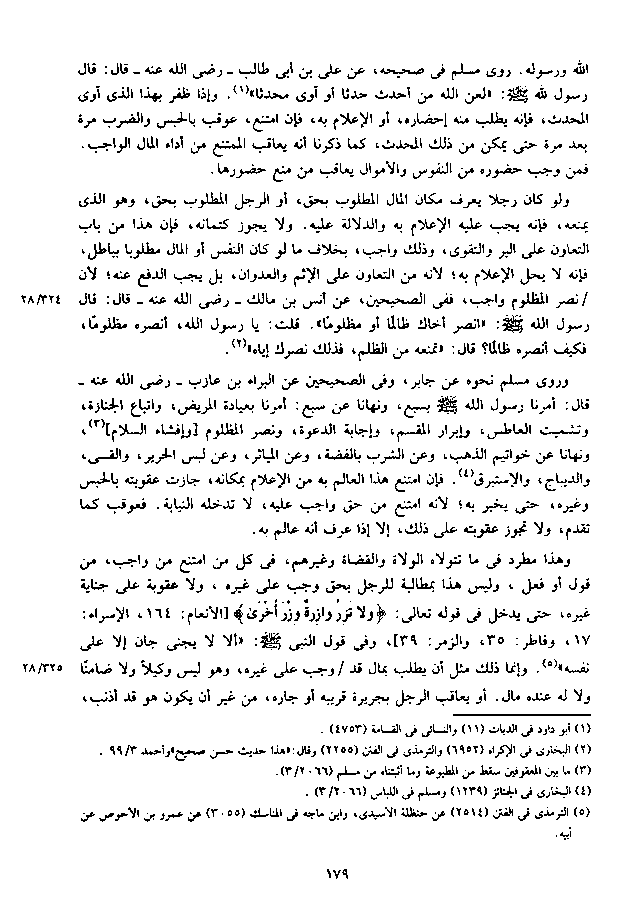 الله ورسوله. روى مسلم فى صحيحه، عن على بن أبى طالب ـ رضى الله عنه ـ قال: قال
رسول لله ﷺ: «لعن الله من أحدث حدثا أو آوى محدثا»(١). وإذا ظفر بهذا الذى آوى
المحدث، فإنه يطلب منه إحضاره، أو الإعلام به، فإن امتنع، عوقب بالحبس والضرب مرة
بعد مرة حتى يمكن من ذلك المحدث، كما ذكرنا أنه يعاقب الممتنع من أداء المال الواجب.
فمن وجب حضوره من النفوس والأموال يعاقب من منع حضورها.
ولو كان رجلا يعرف مكان المال المطلوب بحق، أو الرجل المطلوب بحق، وهو الذى
يمنعه، فإنه يجب عليه الإعلام به والدلالة عليه. ولا يجوز كتمانه، فإن هذا من باب
التعاون على البر والتقوى، وذلك واجب، بخلاف ما لو كان النفس أو المال مطلوبا بباطل،
فإنه لا يحل الإعلام به؛ لأنه من التعاون على الإثم والعدوان، بل يجب الدفع عنه؛ لأن
٢٨/٣٢٤ /نصر المظلوم واجب، ففى الصحيحين، عن أنس بن مالك ـ رضى الله عنه ـ قال: قال
رسول الله ﷺ: «انصر أخاك ظالمًا أو مظلومًا». قلت: يا رسول الله، أنصره مظلومًا،
فكيف أنصره ظالمًا؟ قال: «تمنعه من الظلم، فذلك نصرك إياه»(٢).
وروى مسلم نحوه عن جابر، وفى الصحيحين عن البراء بن عازب ـ رضى الله عنه ـ
قال: أمرنا رسول الله ﷺ بسبع، ونهانا عن سبع: أمرنا بعيادة المريض، واتباع الجنازة،
وتشميت العاطس، وإبرار المقسم، وإجابة الدعوة، ونصر المظلوم [وإفشاء السلام](٣)،
ونهانا عن خواتيم الذهب، وعن الشرب بالفضة، وعن المياثر، وعن لبس الحرير، والقسى،
والديباج، والإستبرق(٤). فإن امتنع هذا العالم به من الإعلام بمكانه، جازت عقوبته بالحبس
وغيره، حتى يخبر به؛ لأنه امتنع من حق واجب عليه، لا تدخله النيابة. فعوقب كما
تقدم، ولا تجوز عقوبته على ذلك، إلا إذا عرف أنه عالم به.
وهذا مطرد فى ما تتولاه الولاة والقضاة وغيرهم، فى كل من امتنع من واجب، من
قول أو فعل ، وليس هذا بمطالبة للرجل بحق وجب على غيره ، ولا عقوبة على جناية
غيره، حتى يدخل فى قوله تعالى: ﴿وَلا تَزِرُ وَازِرَةٌ وِزْرَ أُخْرَىٰ﴾ [الأنعام: ١٦٤، الإسراء:
١٧، وفاطر: ٣٥، والزمر: ٣٩]، وفى قول النبى ﷺ: «ألا لا يجنى جان إلا على
٢٨/٣٢٥ نفسه»(٥). وإنما ذلك مثل أن يطلب بمال قد / وجب على غيره، وهو ليس وكيلاً ولا ضامنًا
ولا له عنده مال. أو يعاقب الرجل بجريرة قريبه أو جاره، من غير أن يكون هو قد أذنب،
(١) أبو داود فى الديات (١١) والنسائى فى القسامة (٤٧٥٣) .
(٢) البخارى فى الإكراه (٦٩٥٢) والترمذى فى الفتن (٢٢٥٥) وقال:«هذا حديث حسن صحيح»وأحمد ٩٩/٣ .
(٣) ما بين المعقوفين سقط من المطبوعة وما أثبتناه من مسلم (٣/٢٠٦٦).
(٤) البخارى فى الجنائز (١٢٣٩) ومسلم فى اللباس (٣/٢٠٦٦) .
(٥) الترمذى فى الفتن (٢٥١٤) عن حنظلة الأسيدى، وابن ماجه فى المناسك (٣٠٥٥) عن عمرو بن الأحوص عن
أبيه.
١٧٩